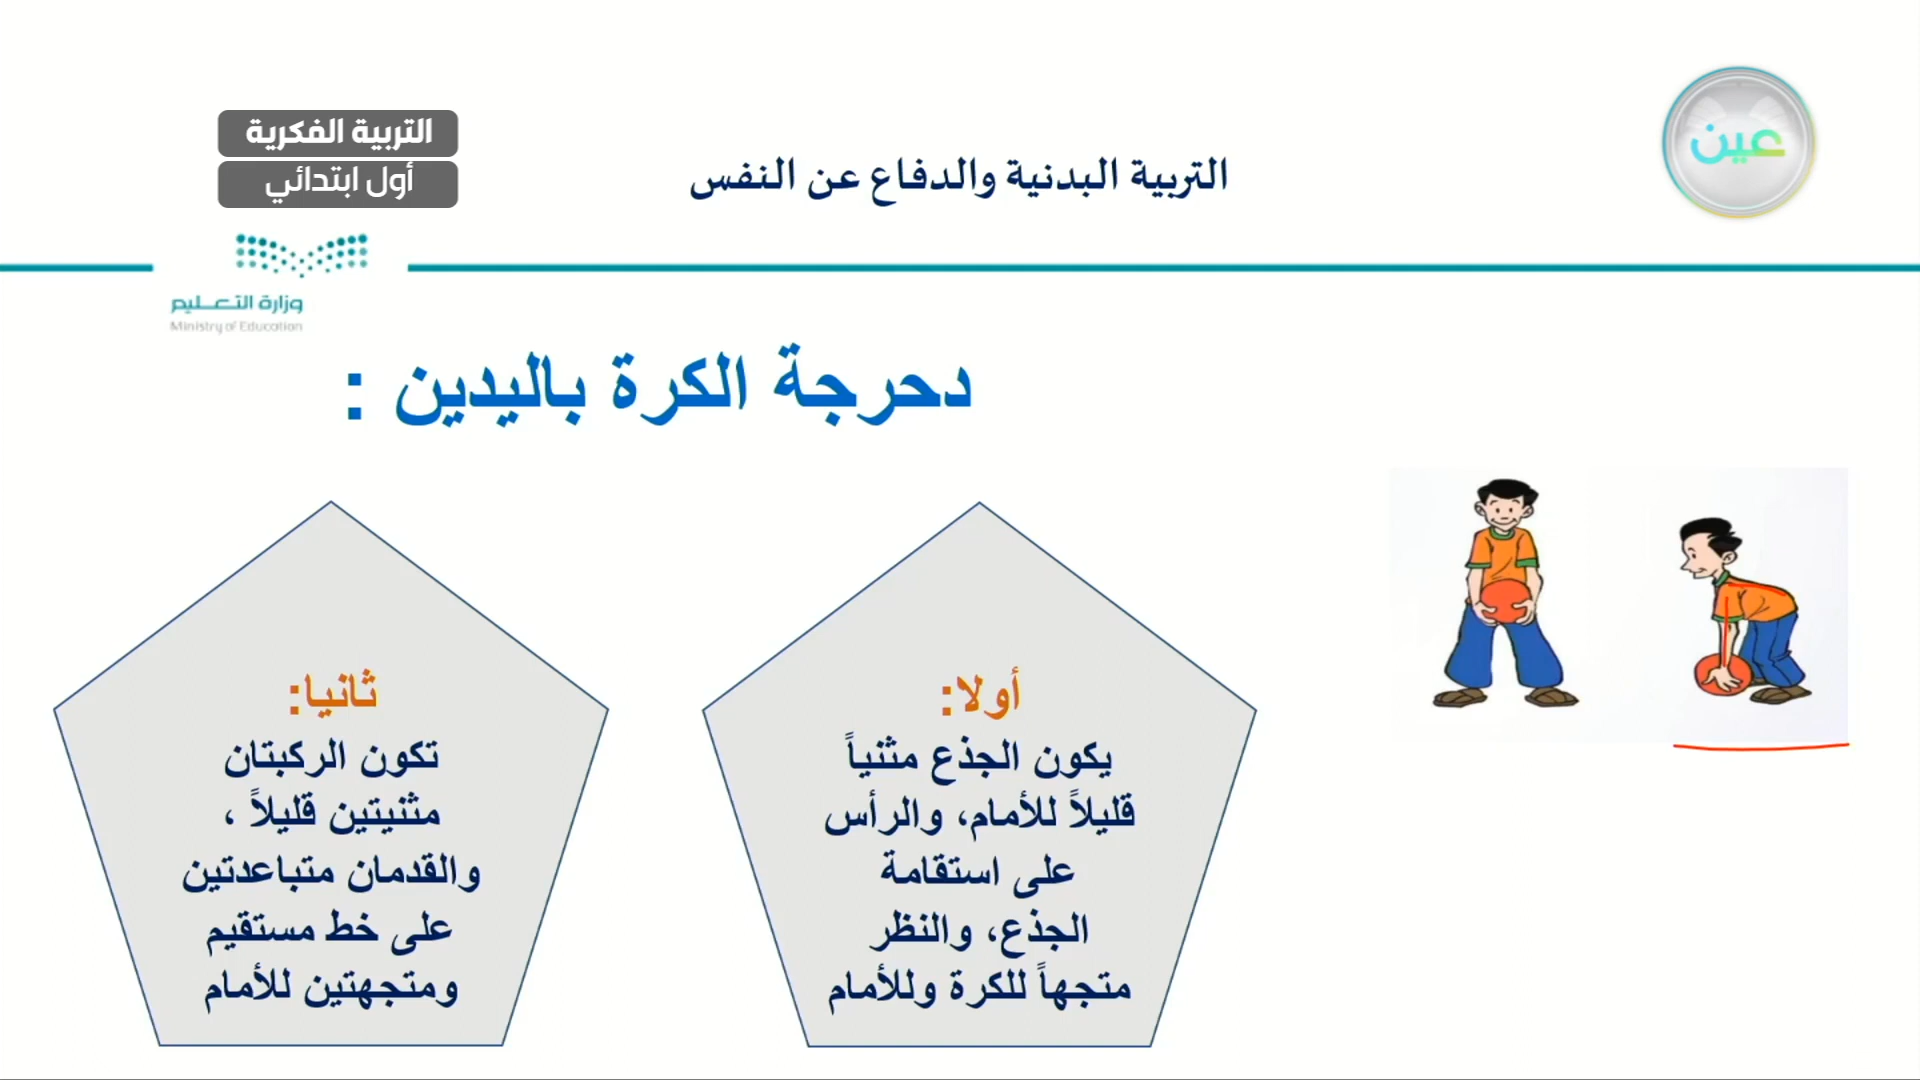 التربية الفكرية
أول ابتدائي
التربية البدنية والدفاع عن النفس
عين
وزارة التعليم
Ministry of Education
دحرجة الكرة باليدين :
أولا:
يكون الجذع مثنياً
قليلاً للأمام، والرأس
على استقامة
الجذع، والنظر
متجهاً للكرة وللأمام
ثانيا:
تكون الركبتان
مثنيتين قليلاً ،
والقدمان متباعدتين
على خط مستقيم
ومتجهتين للأمام